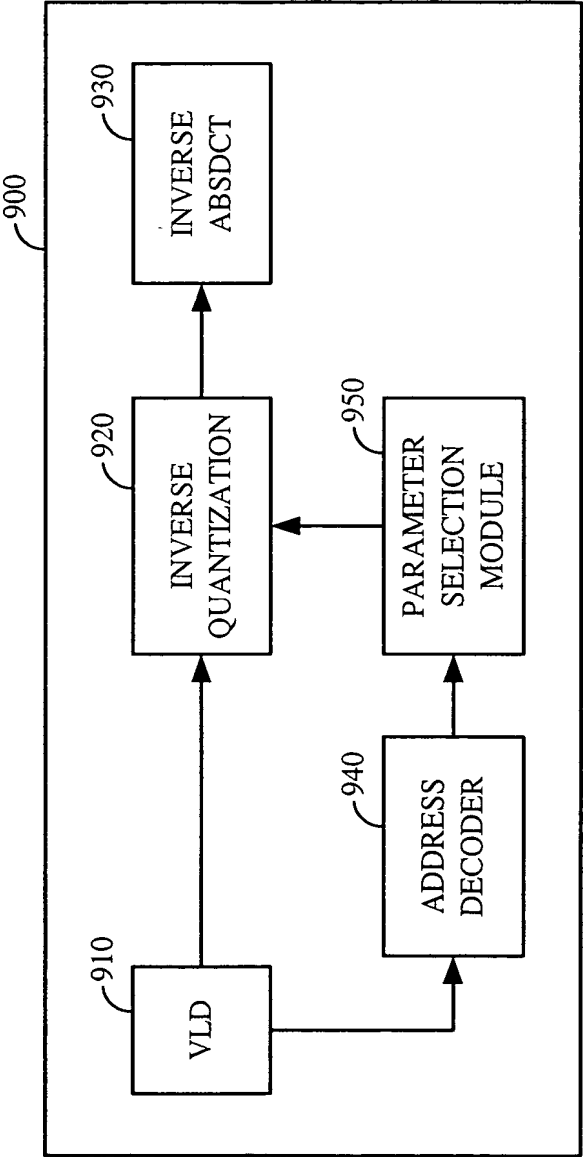 900
910
VLD
920
INVERSE
QUANTIZATION
930
INVERSE
ABSDCT
940
ADDRESS
DECODER
950
PARAMETER
SELECTION
MODULE